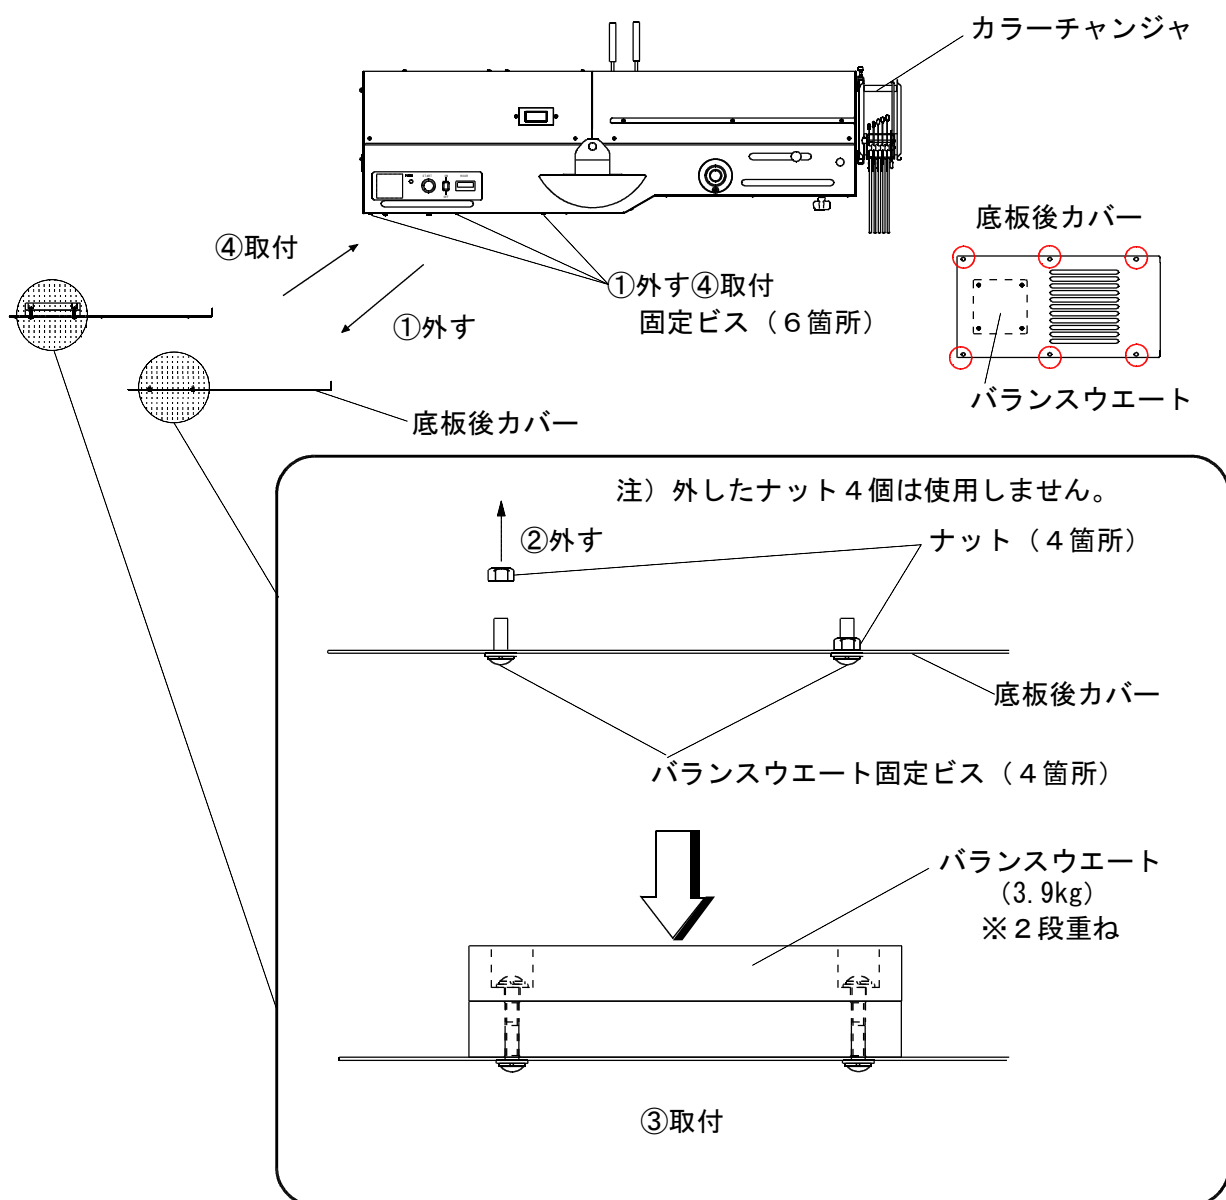 カラーチャンジャ
底板後カバー
④取付
①外す④取付
固定ビス（６箇所）
①外す
バランスウエート
底板後カバー
注）外したナット４個は使用しません。
②外す
ナット（４箇所）
底板後カバー
バランスウエート固定ビス（４箇所）
バランスウエート
(3.9kg)
※２段重ね
③取付